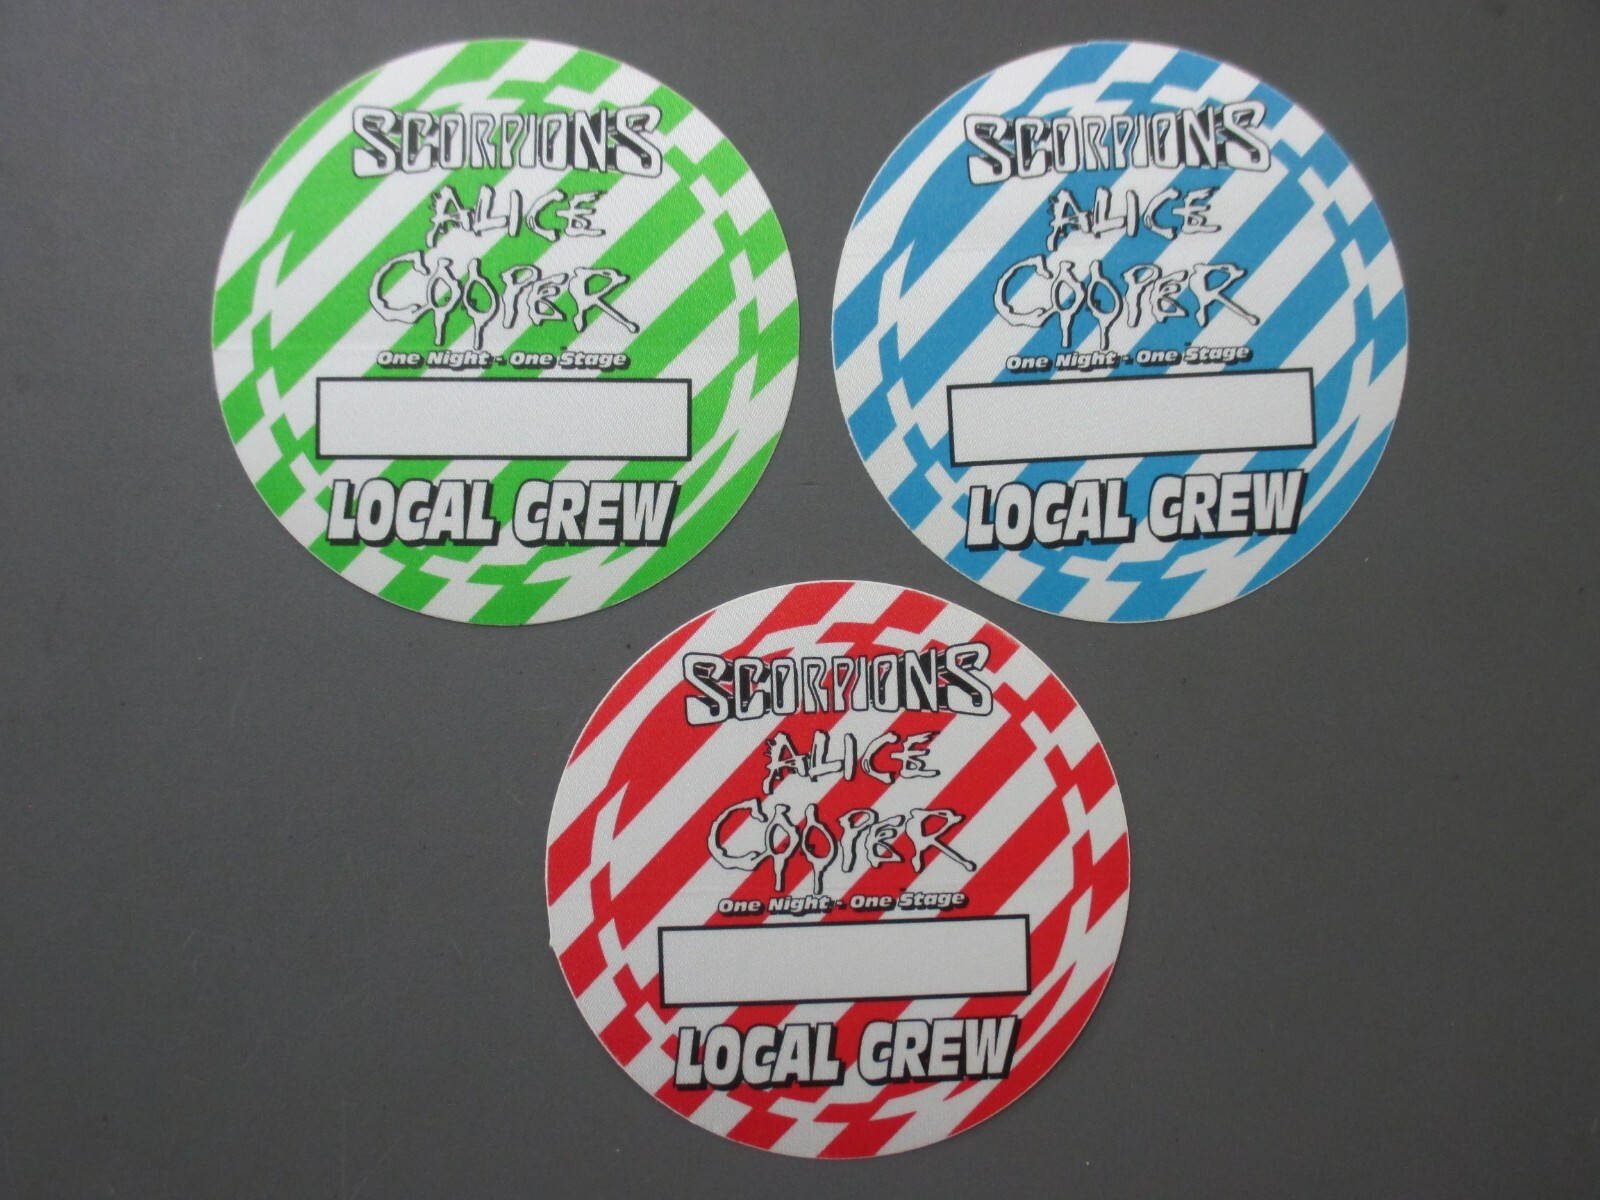 SCORPIONS
ALICE
COOPER
One Night - One Stage
LOCAL CREW
SCORPIONS
ALICE
COOPER
One Night - One Stage
LOCAL CREW
SCORPIONS
ALICE
COOPER
One Night - One Stage
LOCAL CREW